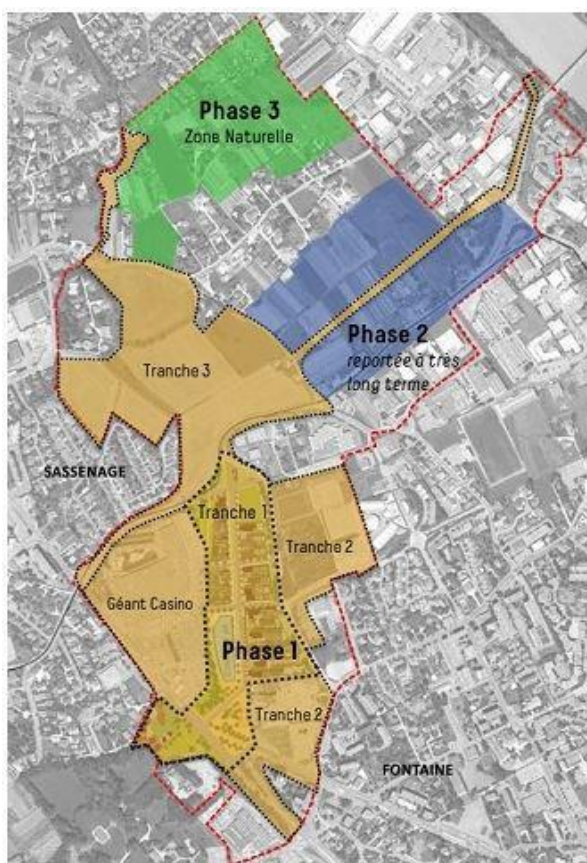 Phase 3
Zone Naturelle
Phase 2
reportée à très
long terme
Tranche 3
SASSENAGE
Tranche 1
Tranche 2
Géant Casino
Phase 1
Tranche 2
FONTAINE